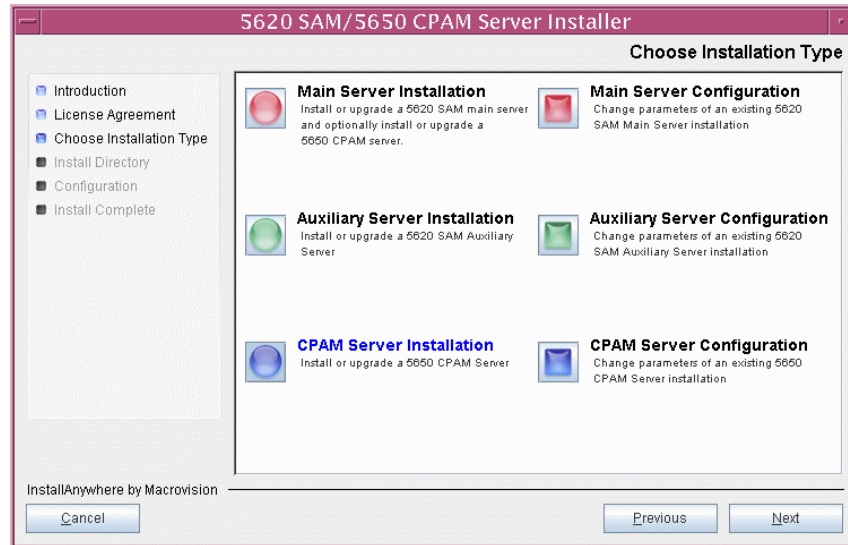 5620 SAM/5650 CPAM Server Installer
Choose Installation Type
Introduction
License Agreement
Choose Installation Type
Install Directory
Configuration
Install Complete
Main Server Installation
Install or upgrade a 5620 SAM main server
and optionally install or upgrade a
5650 CPAM server.
Main Server Configuration
Change parameters of an existing 5620
SAM Main Server installation
Auxiliary Server Installation
Install or upgrade a 5620 SAM Auxiliary
Server
Auxiliary Server Configuration
Change parameters of an existing 5620
SAM Auxiliary Server installation
CPAM Server Installation
Install or upgrade a 5650 CPAM Server
CPAM Server Configuration
Change parameters of an existing 5650
CPAM Server installation
InstallAnywhere by Macrovision
Cancel
Previous
Next